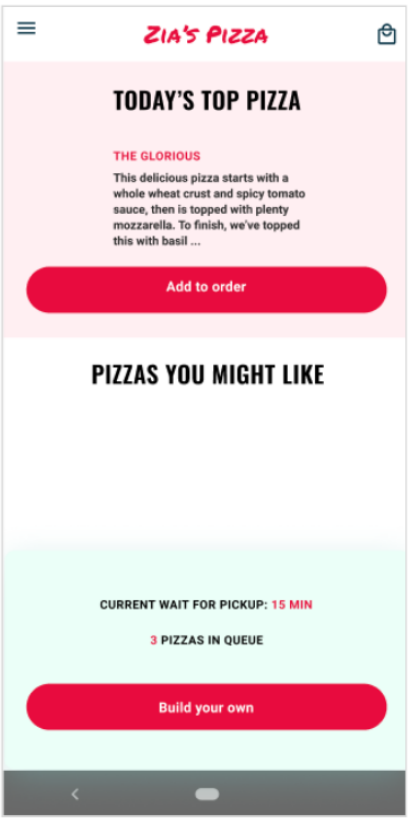 ZIA'S PIZZA
TODAY'S TOP PIZZA
THE GLORIOUS
This delicious pizza starts with a
whole wheat crust and spicy tomato
sauce, then is topped with plenty
mozzarella. To finish, we've topped
this with basil ...
Add to order
PIZZAS YOU MIGHT LIKE
CURRENT WAIT FOR PICKUP: 15 MIN
3 PIZZAS IN QUEUE
Build your own